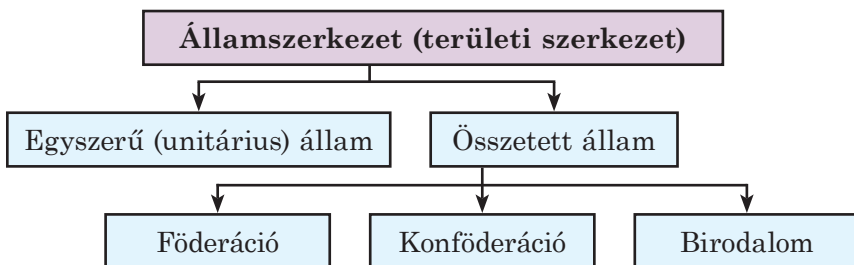 Államszerkezet (területi szerkezet)
Egyszerű (unitárius) állam
Összetett állam
Föderáció
Konföderáció
Birodalom